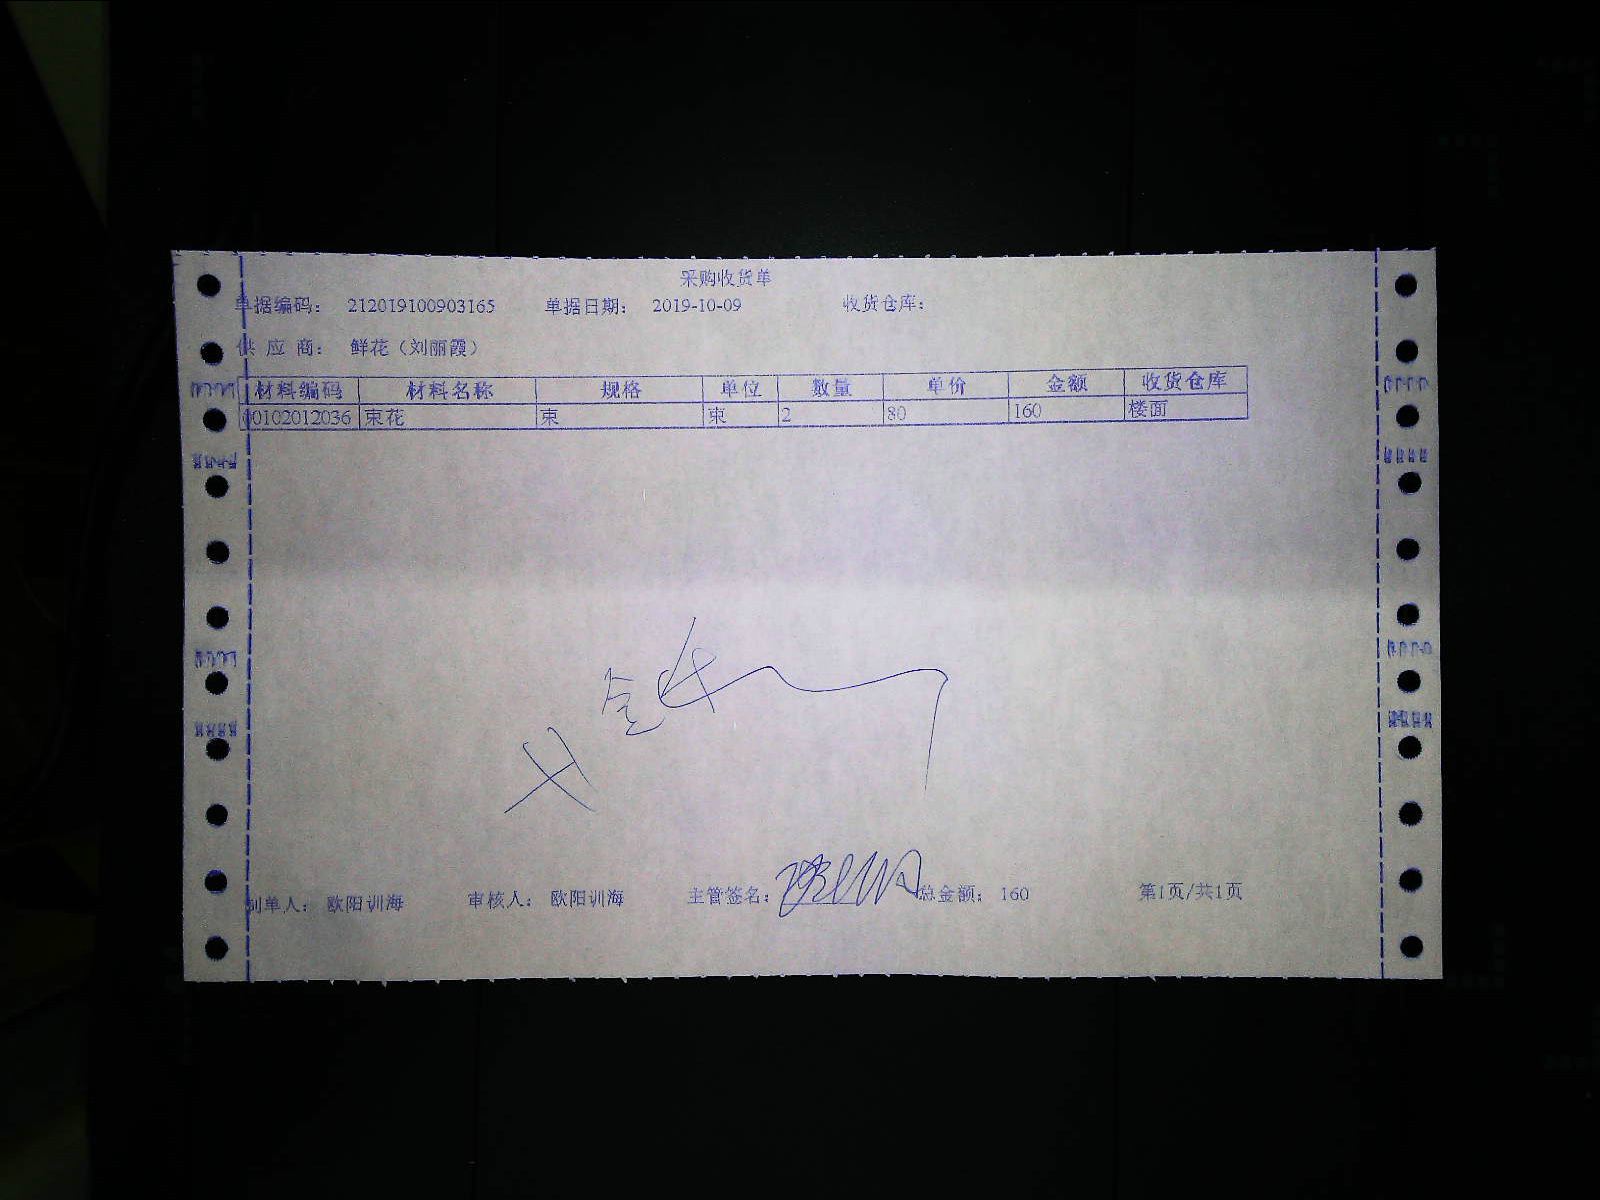 采购收货单
单据编码： 212019100903165 单据日期： 2019-10-09 收货仓库：
供 应 商： 鲜花（刘丽霞）
材料编码 材料名称 规格 单位 数量 单价 金额 收货仓库
00102012036 束花 束 束 2 80 160 楼面
制单人： 欧阳训海 审核人： 欧阳训海 主管签名： 总金额： 160 第1页/共1页